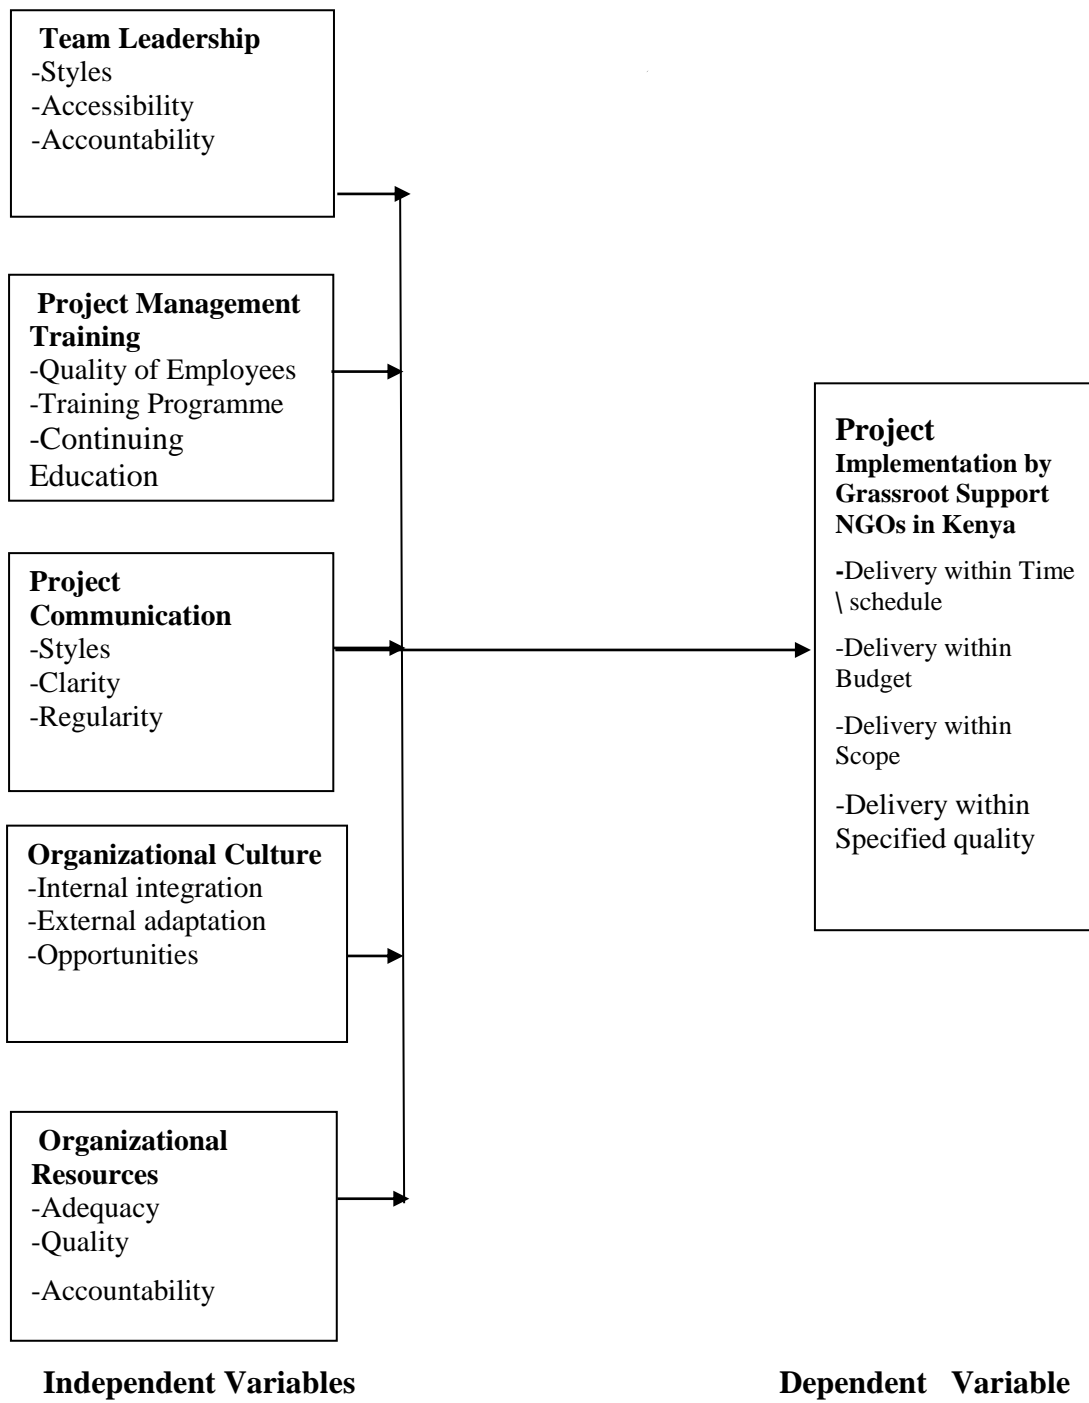 Team Leadership
-Styles
-Accessibility
-Accountability
Project Management
Training
-Quality of Employees
-Training Programme
-Continuing
Education
Project
Communication
-Styles
-Clarity
-Regularity
Organizational Culture
-Internal integration
-External adaptation
-Opportunities
Organizational
Resources
-Adequacy
-Quality
-Accountability
Independent Variables
Project
Implementation by
Grassroot Support
NGOs in Kenya
-Delivery within Time
\ schedule
-Delivery within
Budget
-Delivery within
Scope
-Delivery within
Specified quality
Dependent Variable